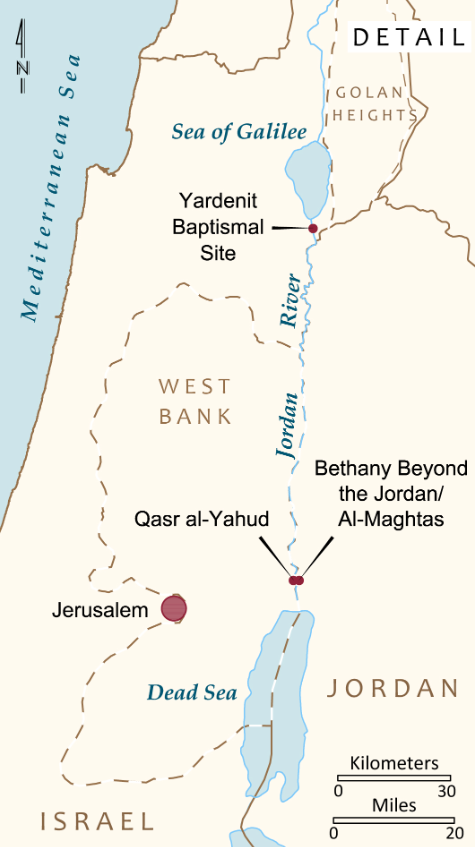 DETAIL
N
GOLAN
HEIGHTS
Mediterranean Sea
Sea of Galilee
Yardenit
Baptismal
Site
River
WEST
BANK
Jordan
Bethany Beyond
the Jordan/
Al-Maghtas
Qasr al-Yahud
Jerusalem
Dead Sea
JORDAN
Kilometers
0 30
Miles
0 20
ISRAEL